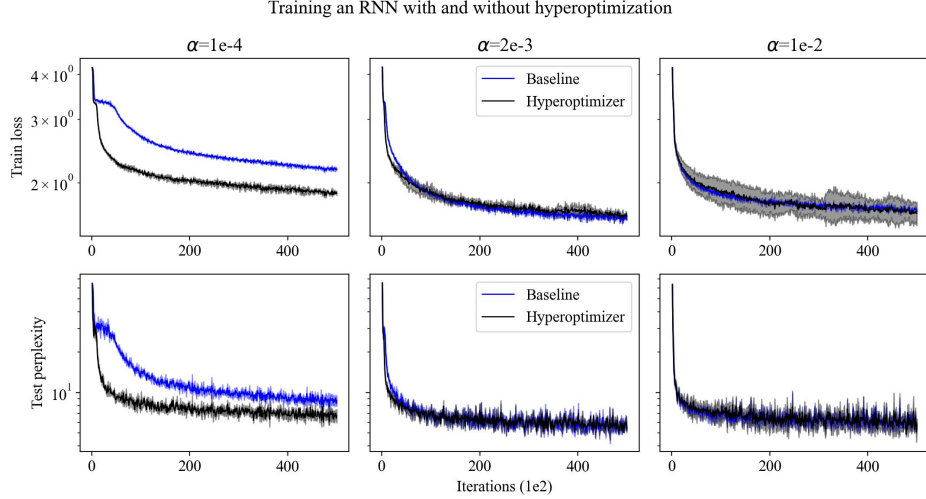 Training an RNN with and without hyperoptimization
α=1e-4
α=2e-3
α=1e-2
Train loss
4 × 10⁰
3 × 10⁰
2 × 10⁰
Baseline
Hyperoptimizer
0 200 400
0 200 400
0 200 400
Test perplexity
10¹
Baseline
Hyperoptimizer
0 200 400
0 200 400
0 200 400
Iterations (1e2)